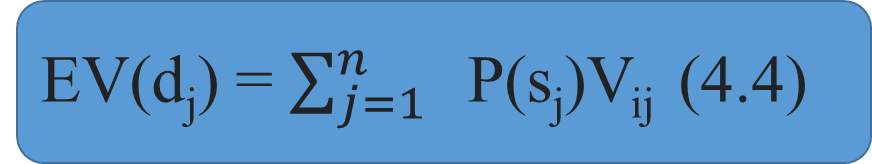 EV(dⱼ) = ∑ⁿⱼ₌₁ P(sⱼ)Vᵢⱼ (4.4)